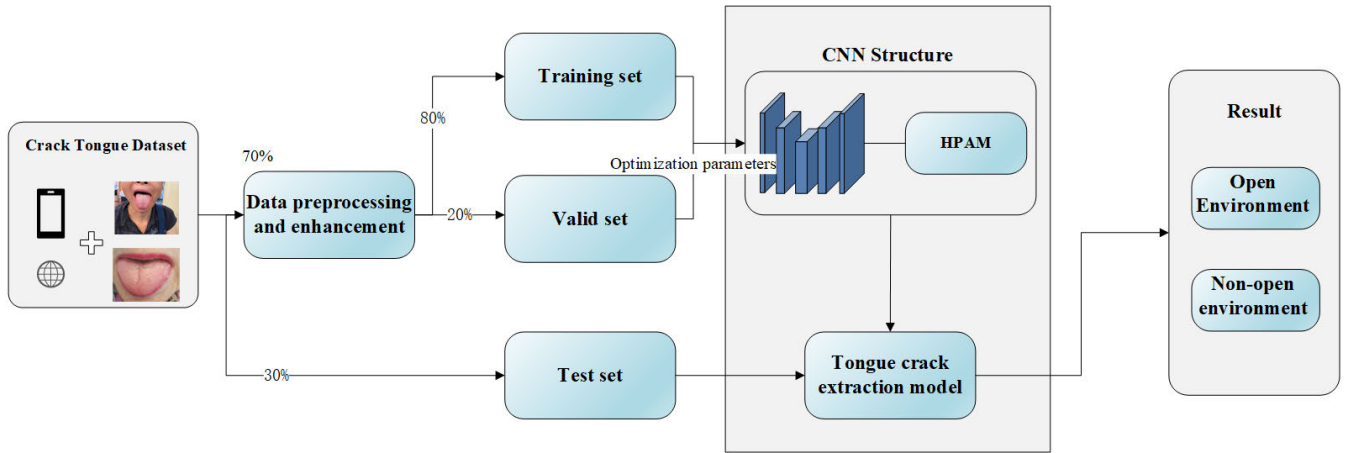 Crack Tongue Dataset
70%
Data preprocessing
and enhancement
80%
20%
30%
Training set
Valid set
Test set
Optimization parameters
CNN Structure
HPAM
Tongue crack
extraction model
Result
Open
Environment
Non-open
environment